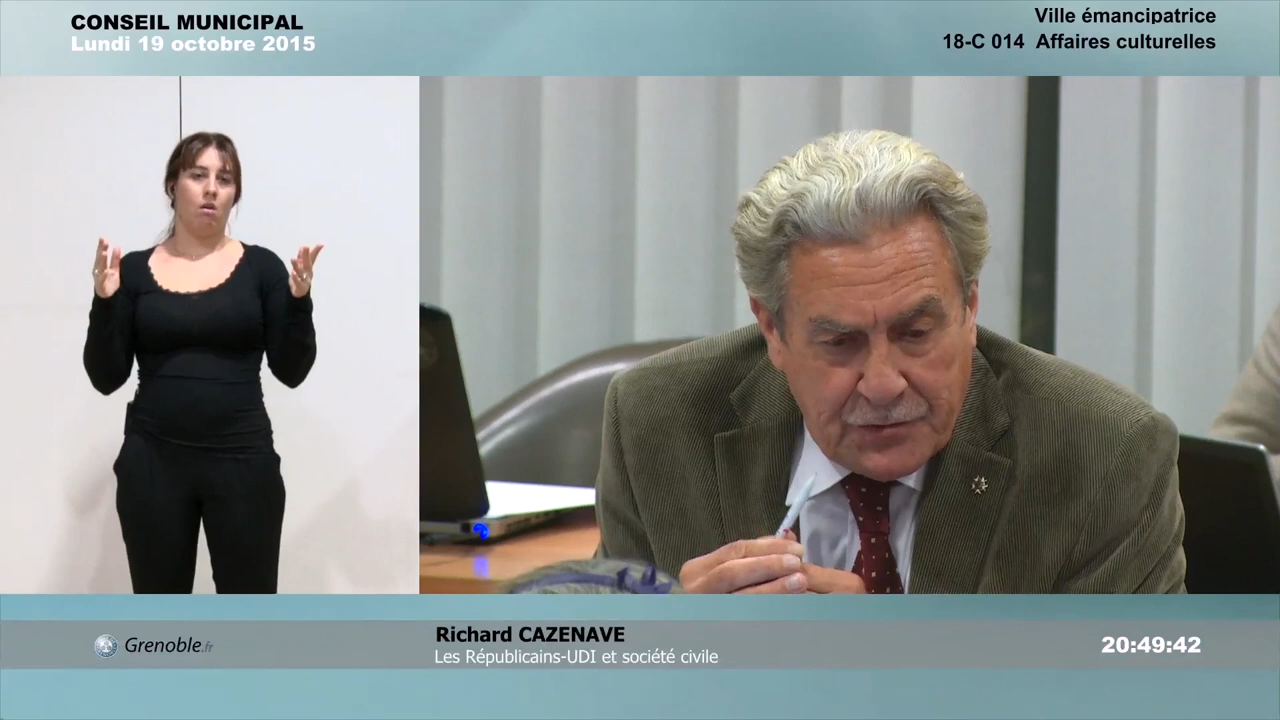 CONSEIL MUNICIPAL
Lundi 19 octobre 2015
Ville émancipatrice
18-C 014 Affaires culturelles
Grenoble.fr
Richard CAZENAVE
Les Républicains-UDI et société civile
20:49:42